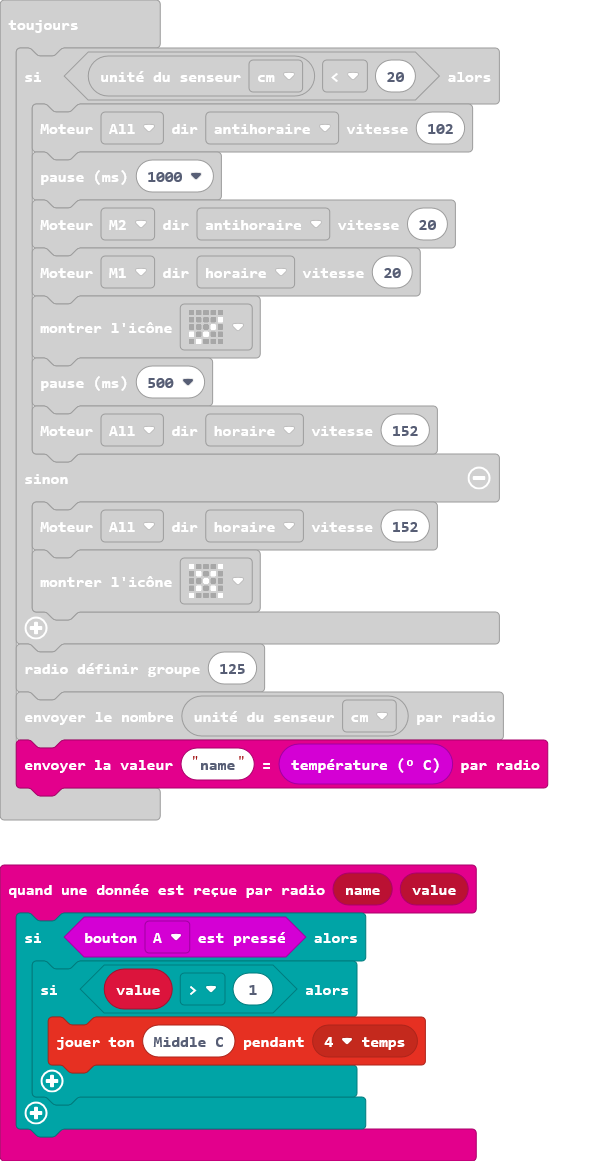 toujours
si unité du senseur cm < 20 alors
Moteur All dir antihoraire vitesse 102
pause (ms) 1000
Moteur M2 dir antihoraire vitesse 20
Moteur M1 dir horaire vitesse 20
montrer l'icône
pause (ms) 500
Moteur All dir horaire vitesse 152
sinon
Moteur All dir horaire vitesse 152
montrer l'icône
radio définir groupe 125
envoyer le nombre unité du senseur cm par radio
envoyer la valeur "name" = température (º C) par radio
quand une donnée est reçue par radio name value
si bouton A est pressé alors
si value > 1 alors
jouer ton Middle C pendant 4 temps